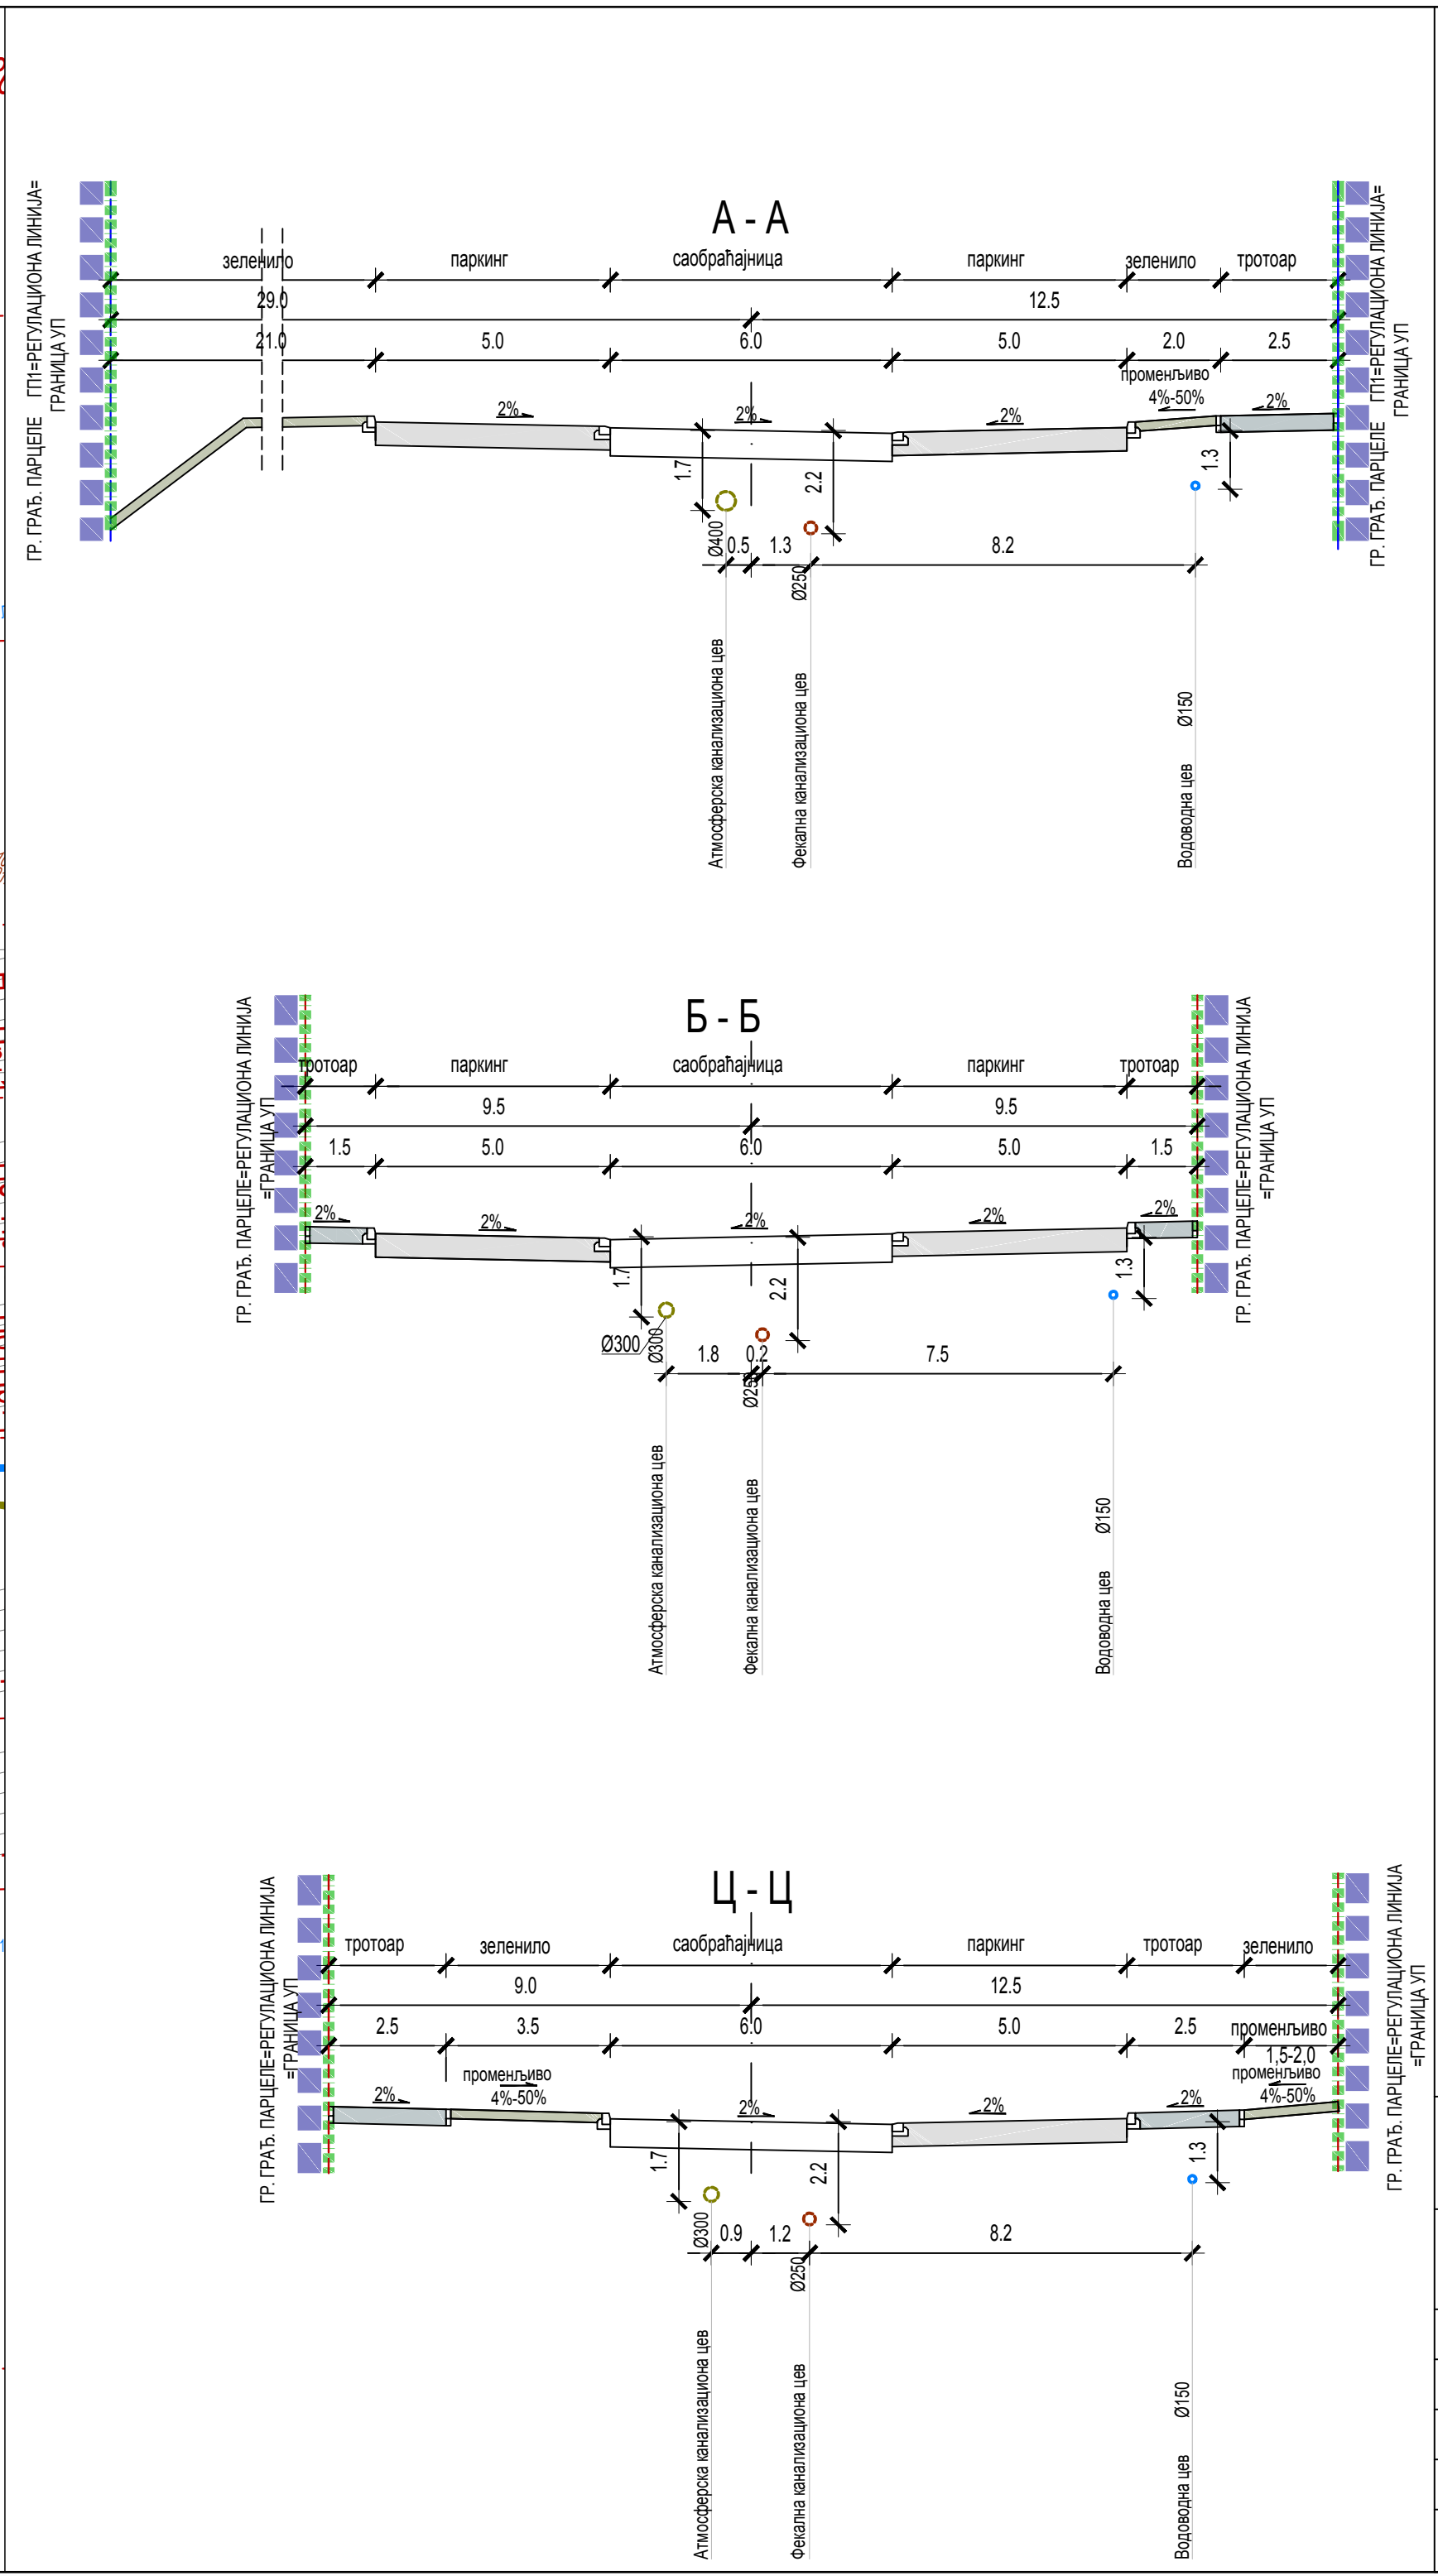 А - А
ГР. ГРАЂ. ПАРЦЕЛЕ ГП1=РЕГУЛАЦИОНА ЛИНИЈА=
ГРАНИЦА УП
зеленило
паркинг
саобраћајница
паркинг
зеленило
тротоар
29.0
12.5
21.0
5.0
6.0
5.0
2.0
2.5
променљиво
4%-50%
2%
2%
2%
2%
1.7
2.2
1.3
Ø400
0.5
1.3
Ø250
8.2
Атмосферска канализациона цев
Фекална канализациона цев
Водоводна цев Ø150
ГР. ГРАЂ. ПАРЦЕЛЕ ГП1=РЕГУЛАЦИОНА ЛИНИЈА=
ГРАНИЦА УП
Б - Б
ГР. ГРАЂ. ПАРЦЕЛЕ=РЕГУЛАЦИОНА ЛИНИЈА
=ГРАНИЦА УП
тротоар
паркинг
саобраћајница
паркинг
тротоар
9.5
9.5
1.5
5.0
6.0
5.0
1.5
2%
2%
2%
2%
2%
1.7
2.2
1.3
Ø300
Ø300
1.8
0.2
Ø250
7.5
Атмосферска канализациона цев
Фекална канализациона цев
Водоводна цев Ø150
ГР. ГРАЂ. ПАРЦЕЛЕ=РЕГУЛАЦИОНА ЛИНИЈА
=ГРАНИЦА УП
Ц - Ц
ГР. ГРАЂ. ПАРЦЕЛЕ=РЕГУЛАЦИОНА ЛИНИЈА
=ГРАНИЦА УП
тротоар
зеленило
саобраћајница
паркинг
тротоар
зеленило
9.0
12.5
2.5
3.5
6.0
5.0
2.5
променљиво
1,5-2,0
променљиво
4%-50%
променљиво
4%-50%
2%
2%
2%
2%
1.7
2.2
1.3
Ø300
0.9
1.2
Ø250
8.2
Атмосферска канализациона цев
Фекална канализациона цев
Водоводна цев Ø150
ГР. ГРАЂ. ПАРЦЕЛЕ=РЕГУЛАЦИОНА ЛИНИЈА
=ГРАНИЦА УП